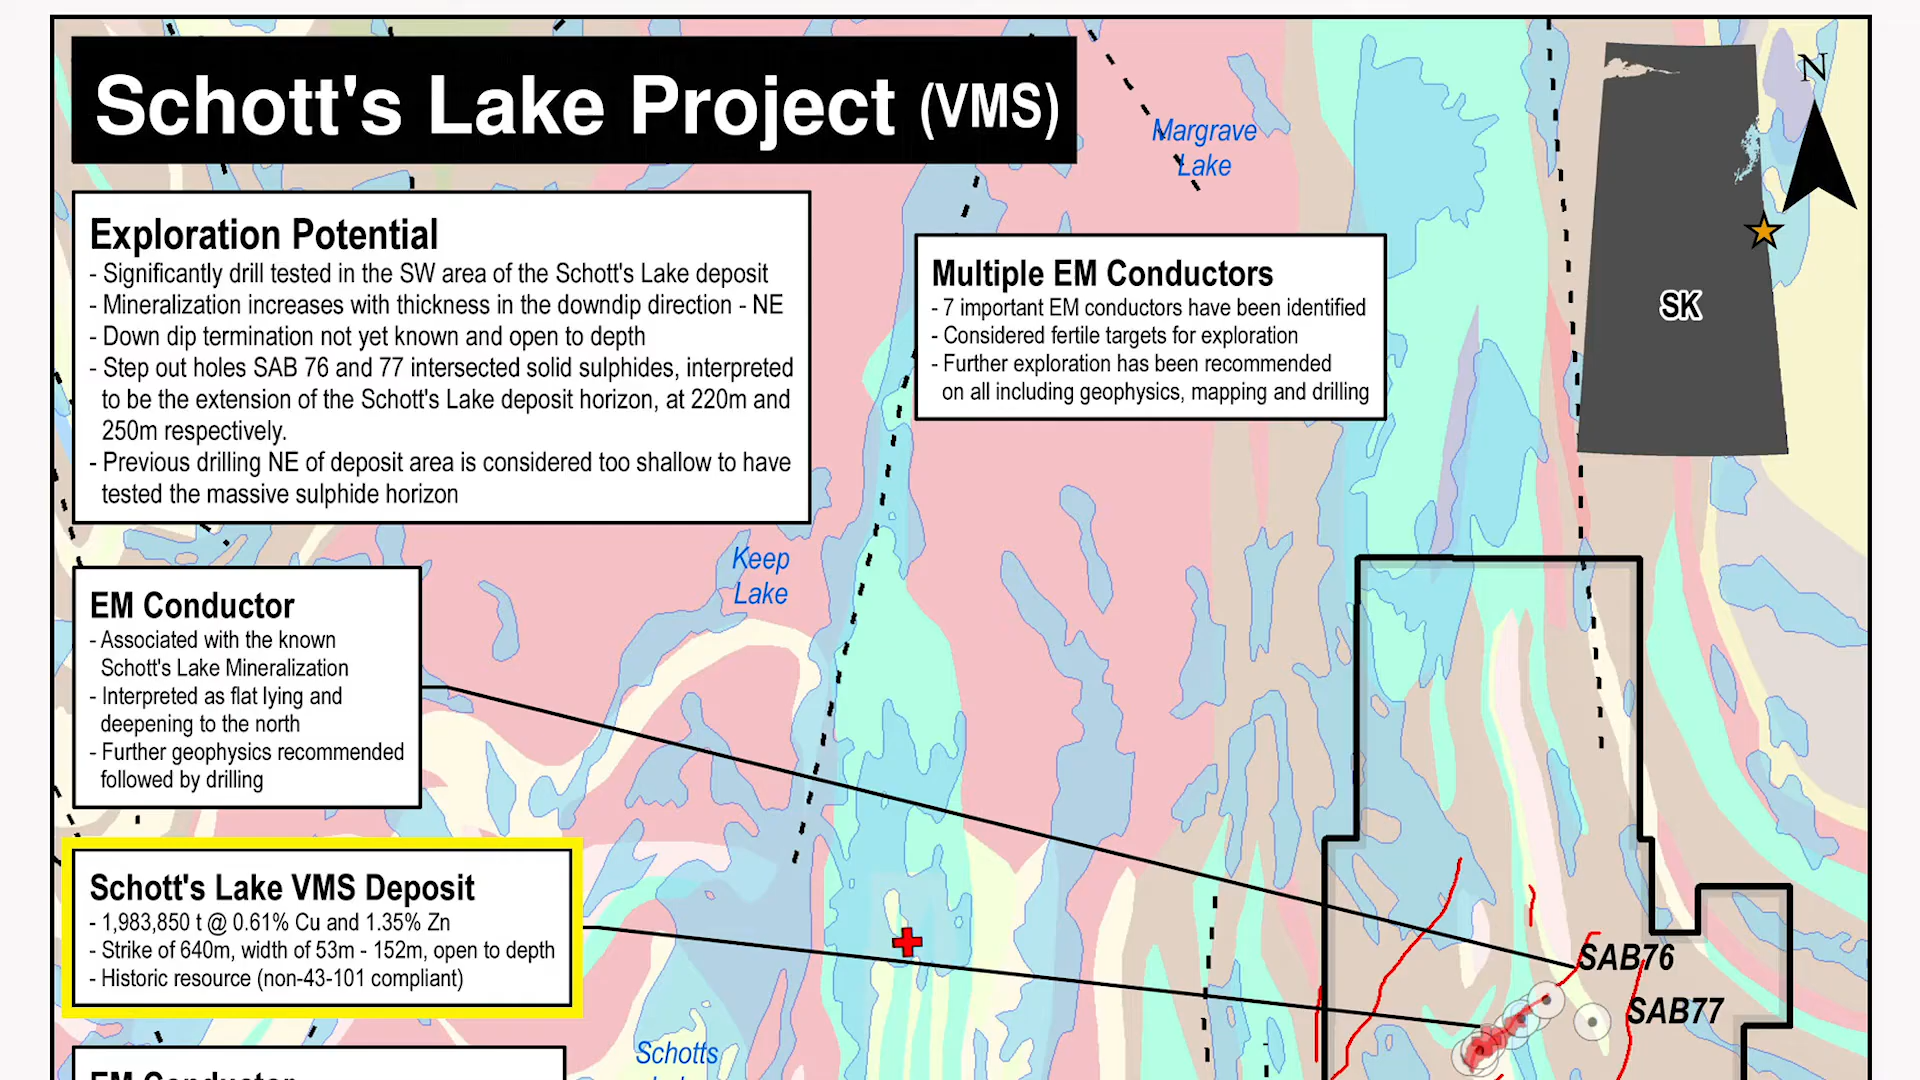 Schott's Lake Project (VMS)
N
Margrave
Lake
Exploration Potential
- Significantly drill tested in the SW area of the Schott's Lake deposit
- Mineralization increases with thickness in the downdip direction - NE
- Down dip termination not yet known and open to depth
- Step out holes SAB 76 and 77 intersected solid sulphides, interpreted
to be the extension of the Schott's Lake deposit horizon, at 220m and
250m respectively.
- Previous drilling NE of deposit area is considered too shallow to have
tested the massive sulphide horizon
Multiple EM Conductors
- 7 important EM conductors have been identified
- Considered fertile targets for exploration
- Further exploration has been recommended
on all including geophysics, mapping and drilling
SK
Keep
Lake
EM Conductor
- Associated with the known
Schott's Lake Mineralization
- Interpreted as flat lying and
deepening to the north
- Further geophysics recommended
followed by drilling
Schott's Lake VMS Deposit
- 1,983,850 t @ 0.61% Cu and 1.35% Zn
- Strike of 640m, width of 53m - 152m, open to depth
- Historic resource (non-43-101 compliant)
SAB76
SAB77
Schotts
EM Conductor